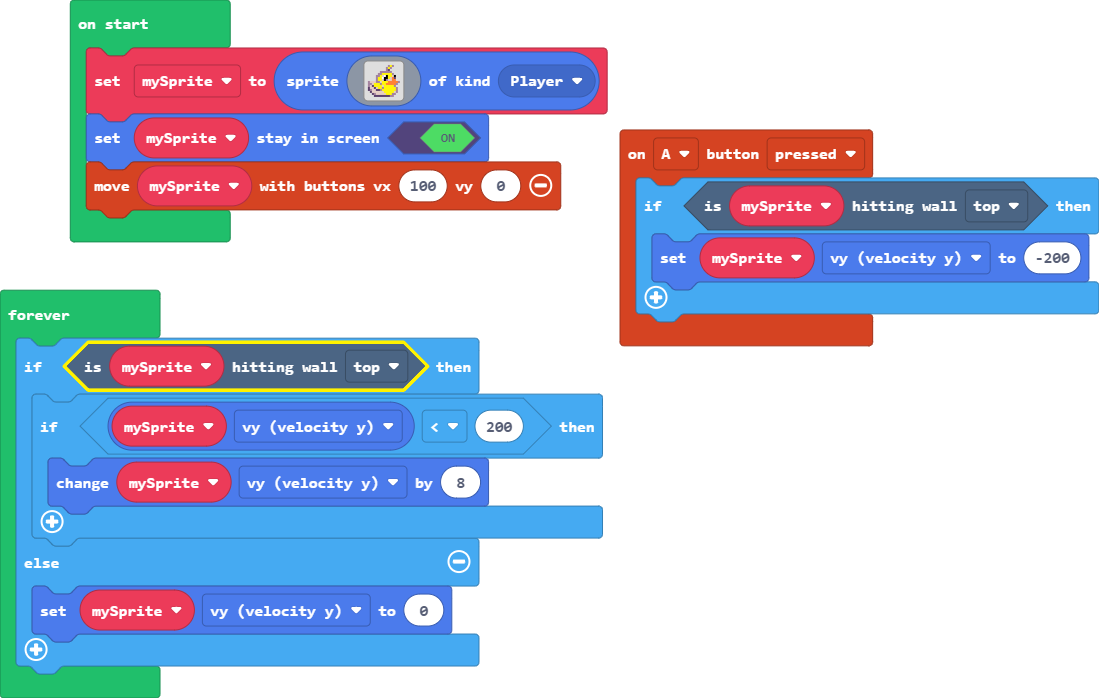 on start
set mySprite to sprite of kind Player
set mySprite stay in screen ON
move mySprite with buttons vx 100 vy 0
on A button pressed
if is mySprite hitting wall top then
set mySprite vy (velocity y) to -200
forever
if is mySprite hitting wall top then
if mySprite vy (velocity y) < 200 then
change mySprite vy (velocity y) by 8
else
set mySprite vy (velocity y) to 0